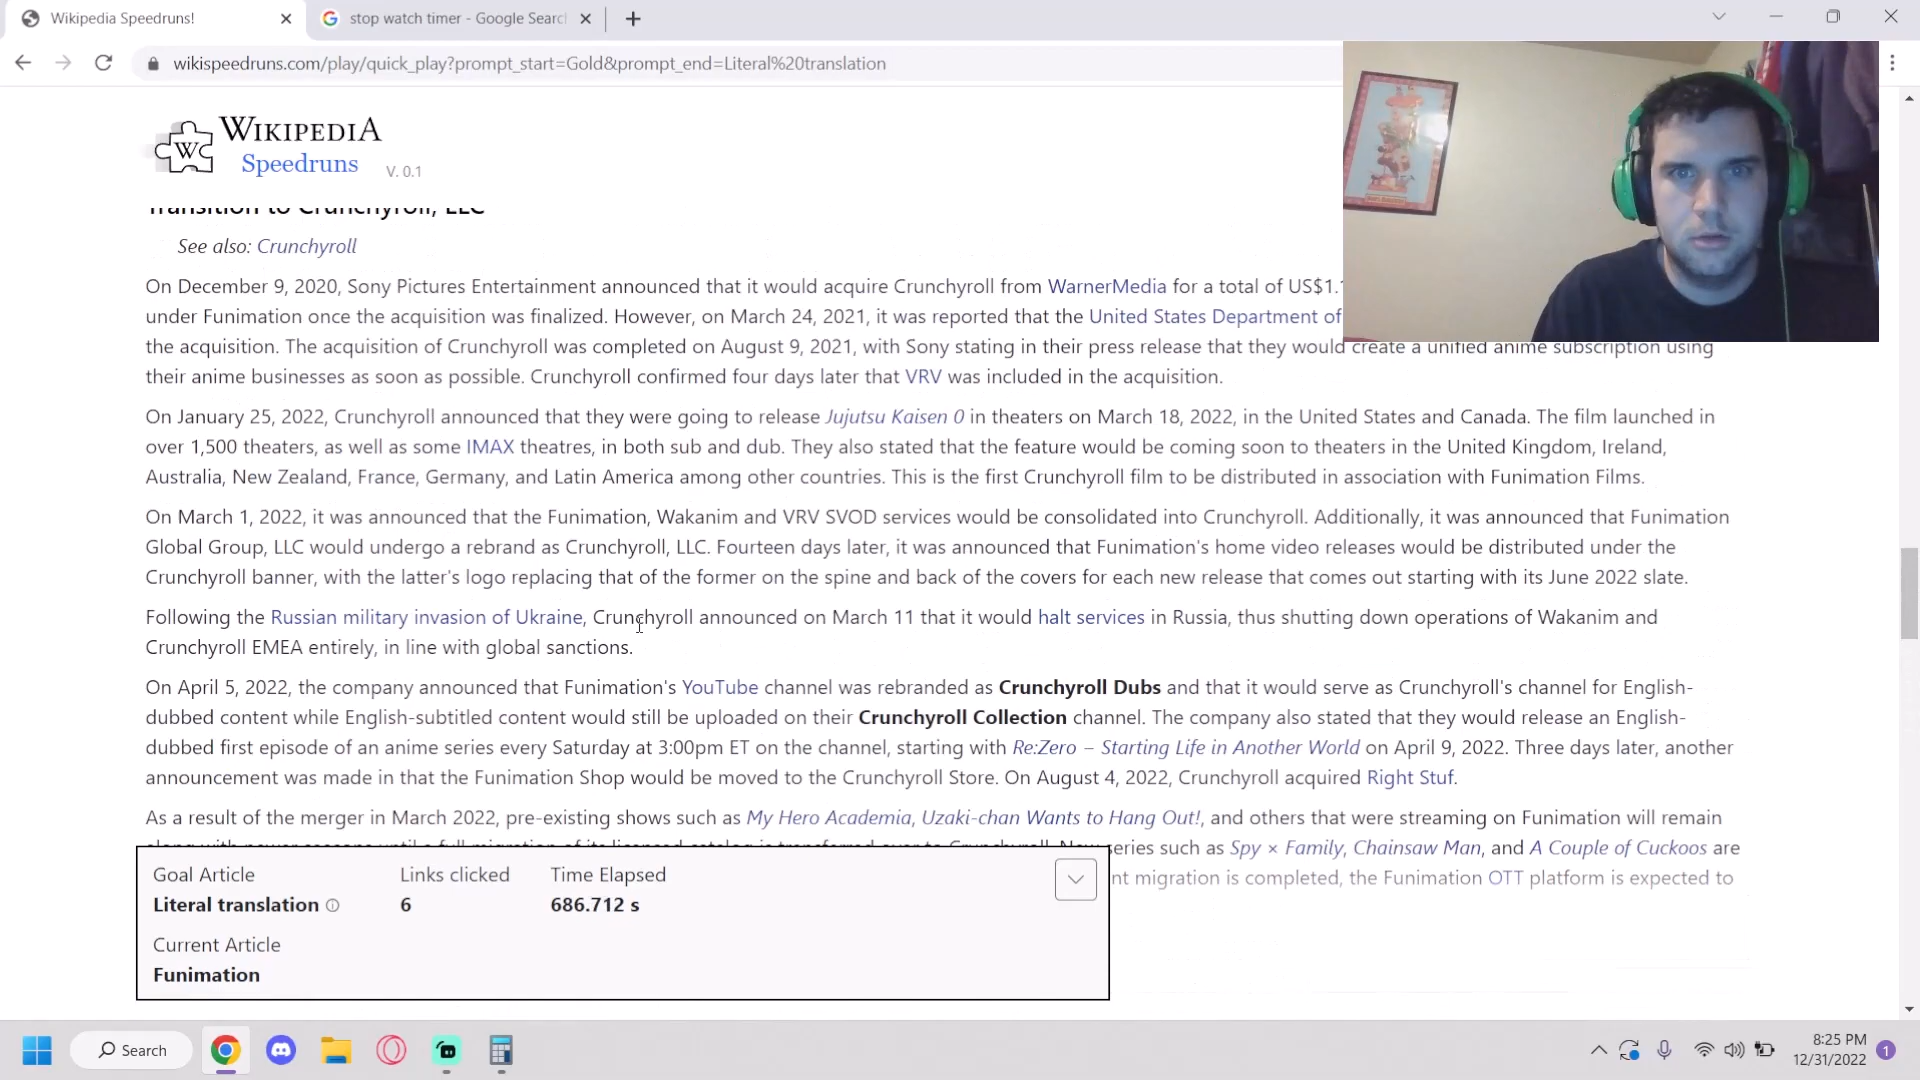 Wikipedia Speedruns!
stop watch timer - Google Searc
wikispeedruns.com/play/quick_play?prompt_start=Gold&prompt_end=Literal%20translation
W
WIKIPEDIA
Speedruns
V. 0.1
Transition to Crunchyroll, LLC
See also: Crunchyroll
On December 9, 2020, Sony Pictures Entertainment announced that it would acquire Crunchyroll from WarnerMedia for a total of US$1.1
under Funimation once the acquisition was finalized. However, on March 24, 2021, it was reported that the United States Department of
the acquisition. The acquisition of Crunchyroll was completed on August 9, 2021, with Sony stating in their press release that they would create a unified anime subscription using
their anime businesses as soon as possible. Crunchyroll confirmed four days later that VRV was included in the acquisition.
On January 25, 2022, Crunchyroll announced that they were going to release Jujutsu Kaisen 0 in theaters on March 18, 2022, in the United States and Canada. The film launched in
over 1,500 theaters, as well as some IMAX theatres, in both sub and dub. They also stated that the feature would be coming soon to theaters in the United Kingdom, Ireland,
Australia, New Zealand, France, Germany, and Latin America among other countries. This is the first Crunchyroll film to be distributed in association with Funimation Films.
On March 1, 2022, it was announced that the Funimation, Wakanim and VRV SVOD services would be consolidated into Crunchyroll. Additionally, it was announced that Funimation
Global Group, LLC would undergo a rebrand as Crunchyroll, LLC. Fourteen days later, it was announced that Funimation's home video releases would be distributed under the
Crunchyroll banner, with the latter's logo replacing that of the former on the spine and back of the covers for each new release that comes out starting with its June 2022 slate.
Following the Russian military invasion of Ukraine, Crunchyroll announced on March 11 that it would halt services in Russia, thus shutting down operations of Wakanim and
Crunchyroll EMEA entirely, in line with global sanctions.
On April 5, 2022, the company announced that Funimation's YouTube channel was rebranded as Crunchyroll Dubs and that it would serve as Crunchyroll's channel for English-
dubbed content while English-subtitled content would still be uploaded on their Crunchyroll Collection channel. The company also stated that they would release an English-
dubbed first episode of an anime series every Saturday at 3:00pm ET on the channel, starting with Re:Zero − Starting Life in Another World on April 9, 2022. Three days later, another
announcement was made in that the Funimation Shop would be moved to the Crunchyroll Store. On August 4, 2022, Crunchyroll acquired Right Stuf.
As a result of the merger in March 2022, pre-existing shows such as My Hero Academia, Uzaki-chan Wants to Hang Out!, and others that were streaming on Funimation will remain
series such as Spy × Family, Chainsaw Man, and A Couple of Cuckoos are
nt migration is completed, the Funimation OTT platform is expected to
Goal Article
Literal translation
Links clicked
6
Time Elapsed
686.712 s
Current Article
Funimation
Search
8:25 PM
12/31/2022
1